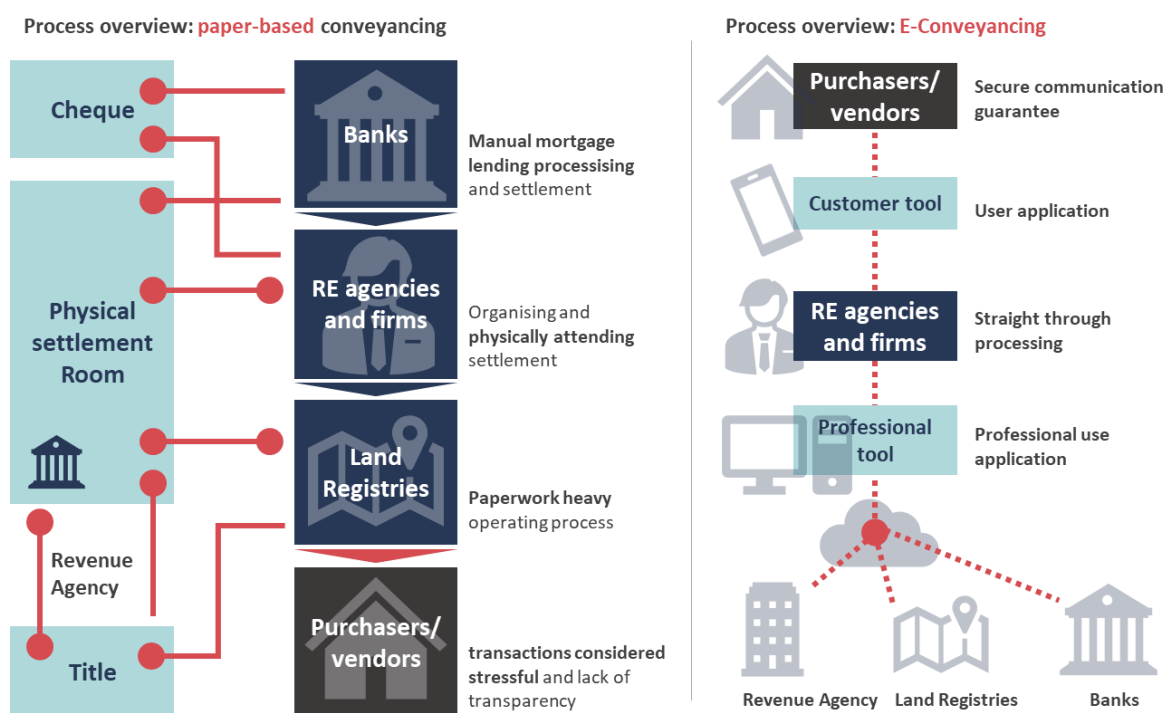 Process overview: paper-based conveyancing
Cheque
Physical
settlement
Room
Revenue
Agency
Title
Banks
Manual mortgage
lending processising
and settlement
RE agencies
and firms
Organising and
physically attending
settlement
Land
Registries
Paperwork heavy
operating process
Purchasers/
vendors
transactions considered
stressful and lack of
transparency
Process overview: E-Conveyancing
Purchasers/
vendors
Secure communication
guarantee
Customer tool
User application
RE agencies
and firms
Straight through
processing
Professional
tool
Professional use
application
Revenue Agency
Land Registries
Banks